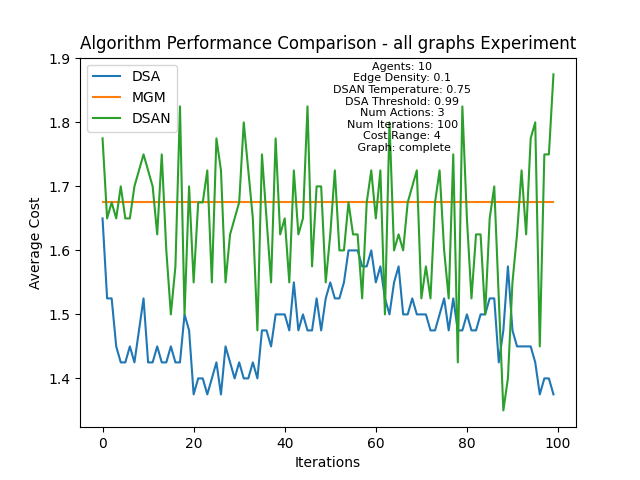 Algorithm Performance Comparison - all graphs Experiment
DSA
MGM
DSAN
Agents: 10
Edge Density: 0.1
DSAN Temperature: 0.75
DSA Threshold: 0.99
Num Actions: 3
Num Iterations: 100
Cost Range: 4
Graph: complete
Average Cost
1.9
1.8
1.7
1.6
1.5
1.4
0
20
40
60
80
100
Iterations